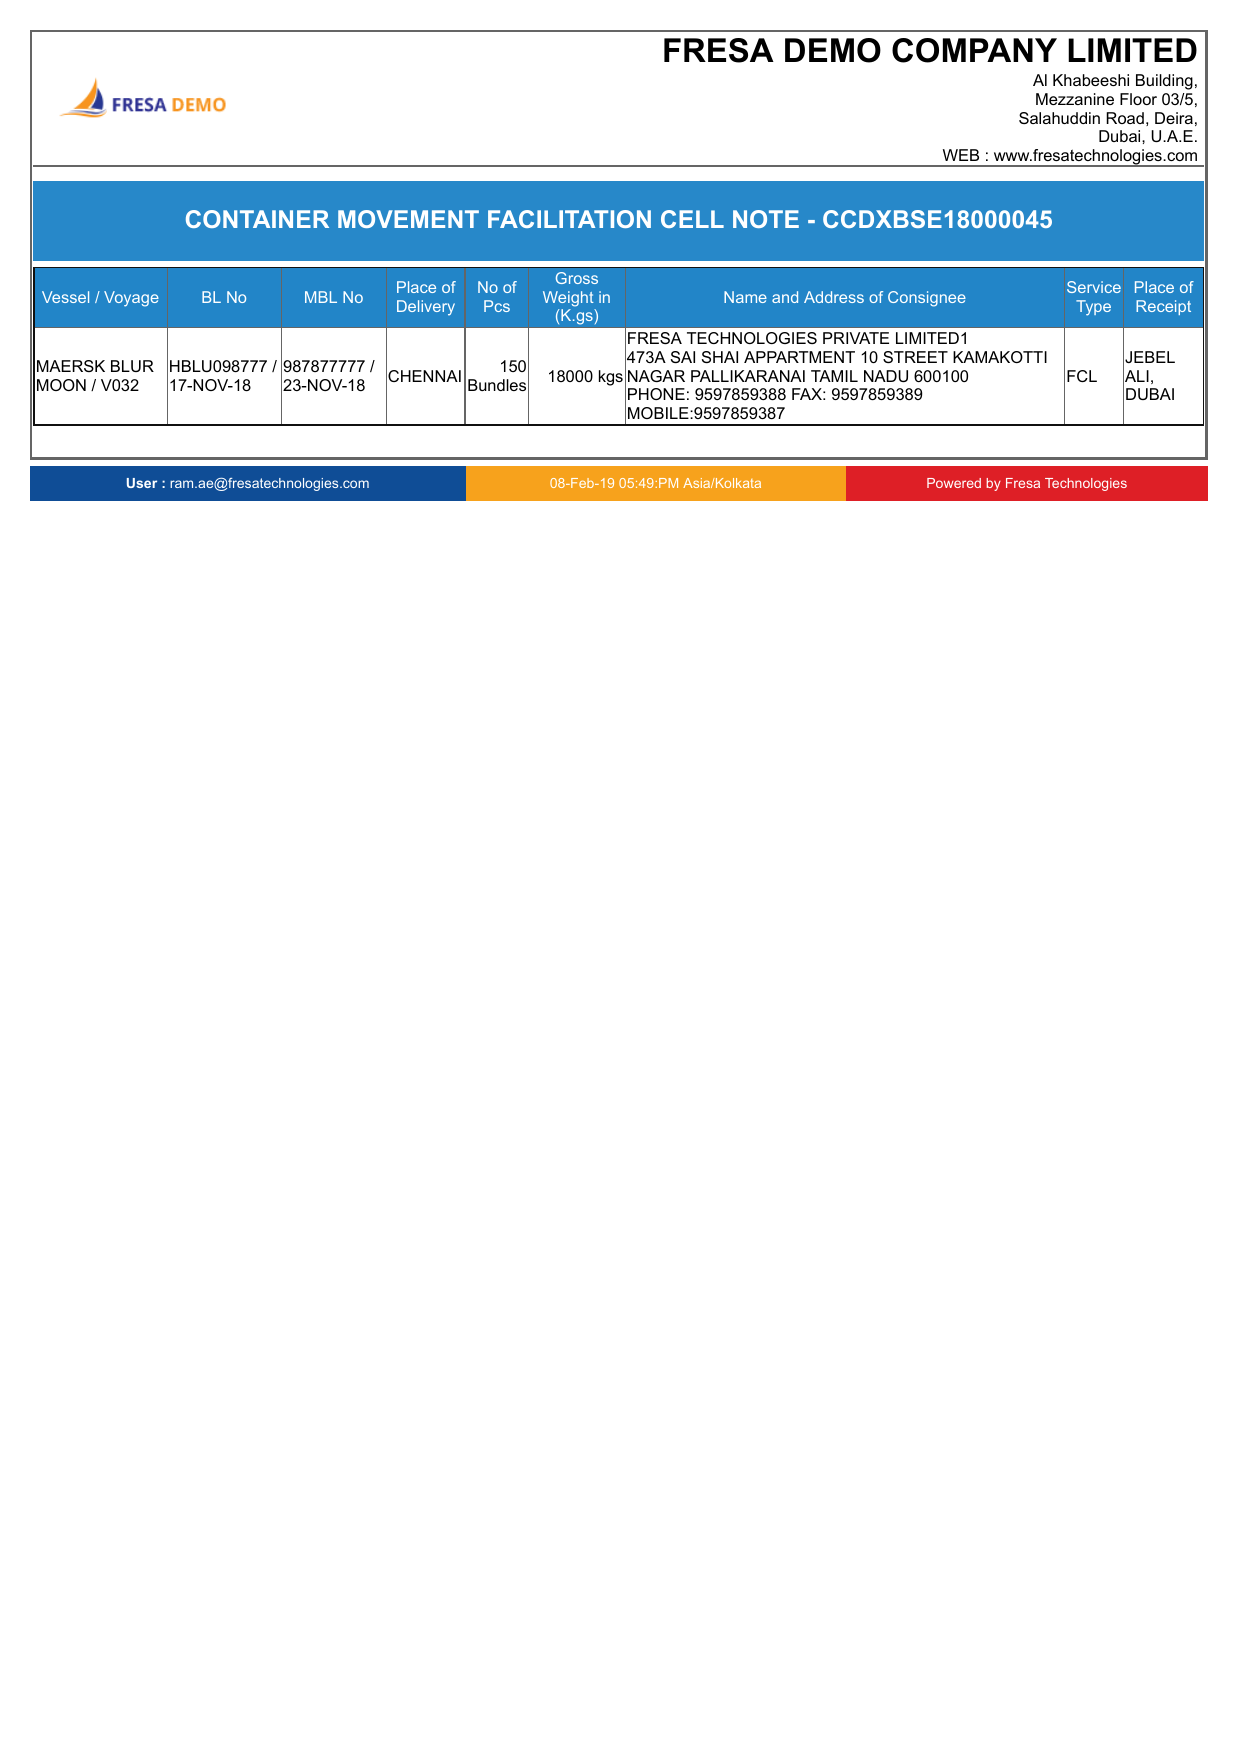 FRESA DEMO COMPANY LIMITED
Al Khabeeshi Building,
Mezzanine Floor 03/5,
Salahuddin Road, Deira,
Dubai, U.A.E.
WEB : www.fresatechnologies.com
FRESA DEMO
CONTAINER MOVEMENT FACILITATION CELL NOTE - CCDXBSE18000045
Vessel / Voyage
BL No
MBL No
Place of
Delivery
No of
Pcs
Gross
Weight in
(K.gs)
Name and Address of Consignee
Service
Type
Place of
Receipt
MAERSK BLUR
MOON / V032
HBLU098777 /
17-NOV-18
987877777 /
23-NOV-18
CHENNAI
150
Bundles
18000 kgs
FRESA TECHNOLOGIES PRIVATE LIMITED1
473A SAI SHAI APPARTMENT 10 STREET KAMAKOTTI
NAGAR PALLIKARANAI TAMIL NADU 600100
PHONE: 9597859388 FAX: 9597859389
MOBILE:9597859387
FCL
JEBEL
ALI,
DUBAI
User : ram.ae@fresatechnologies.com
08-Feb-19 05:49:PM Asia/Kolkata
Powered by Fresa Technologies